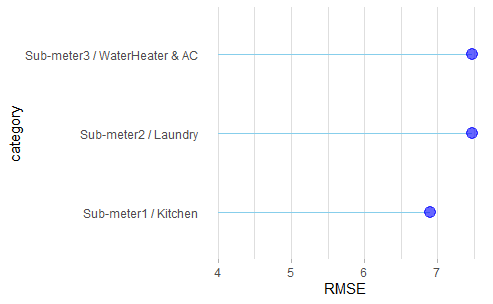 Sub-meter3 / WaterHeater & AC
Sub-meter2 / Laundry
Sub-meter1 / Kitchen
category
4 5 6 7
RMSE